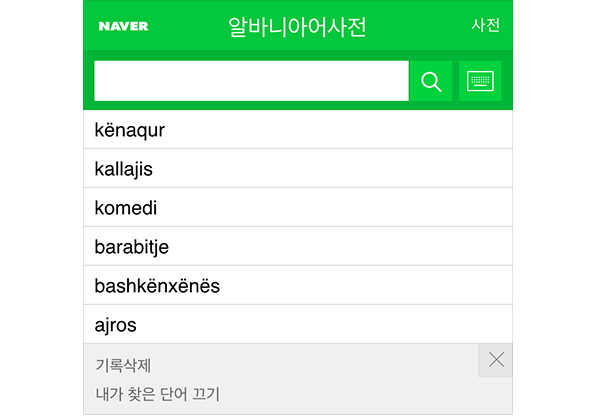 NAVER 알바니아어사전 사전
kënaqur
kallajis
komedi
barabitje
bashkënxënës
ajros
기록삭제
내가 찾은 단어 끄기